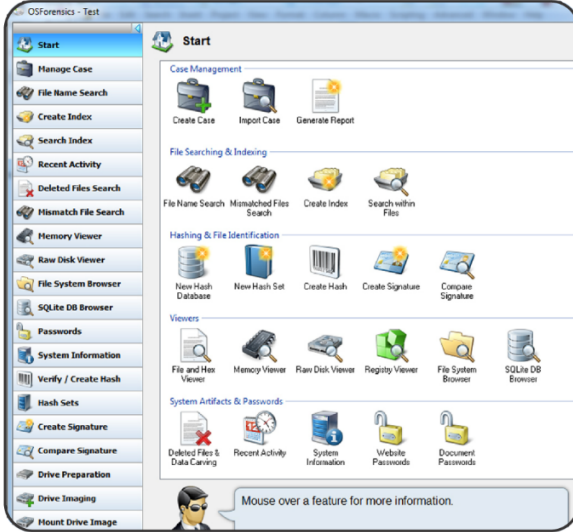 OSForensics - Test
Start
Manage Case
File Name Search
Create Index
Search Index
Recent Activity
Deleted Files Search
Mismatch File Search
Memory Viewer
Raw Disk Viewer
File System Browser
SQLite DB Browser
Passwords
System Information
Verify / Create Hash
Hash Sets
Create Signature
Compare Signature
Drive Preparation
Drive Imaging
Mount Drive Image
Start
Case Management
Create Case
Import Case
Generate Report
File Searching & Indexing
File Name Search
Mismatched Files
Search
Create Index
Search within
Files
Hashing & File Identification
New Hash
Database
New Hash Set
Create Hash
Create Signature
Compare
Signature
Viewers
File and Hex
Viewer
Memory Viewer
Raw Disk Viewer
Registry Viewer
File System
Browser
SQLite DB
Browser
System Artifacts & Passwords
Deleted Files &
Data Carving
Recent Activity
System
Information
Website
Passwords
Document
Passwords
Mouse over a feature for more information.